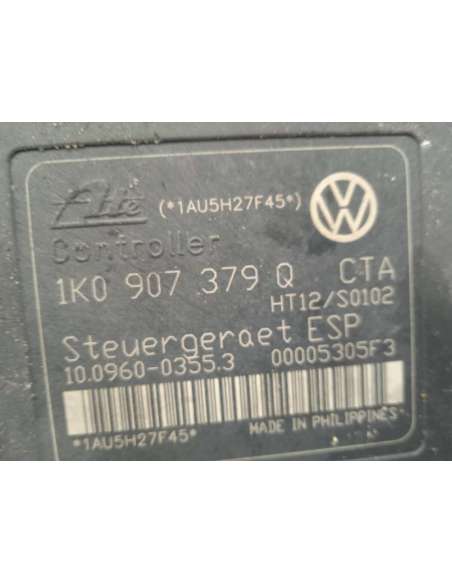 Ate (*1AU5H27F45*)
Controller
1K0 907 379 Q CTA
HT12/S0102
Steuergeraet ESP
10.0960-0355.3 00005305F3
*1AU5H27F45* MADE IN PHILIPPINES